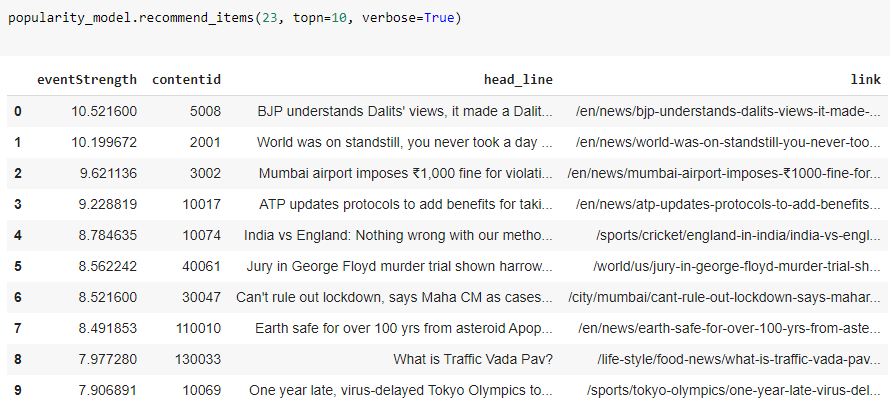 popularity_model.recommend_items(23, topn=10, verbose=True)
eventStrength contentid head_line link
0 10.521600 5008 BJP understands Dalits' views, it made a Dalit... /en/news/bjp-understands-dalits-views-it-made-...
1 10.199672 2001 World was on standstill, you never took a day ... /en/news/world-was-on-standstill-you-never-too...
2 9.621136 3002 Mumbai airport imposes ₹1,000 fine for violati... /en/news/mumbai-airport-imposes-₹1000-fine-for...
3 9.228819 10017 ATP updates protocols to add benefits for taki... /en/news/atp-updates-protocols-to-add-benefits...
4 8.784635 10074 India vs England: Nothing wrong with our metho... /sports/cricket/england-in-india/india-vs-engl...
5 8.562242 40061 Jury in George Floyd murder trial shown harrow... /world/us/jury-in-george-floyd-murder-trial-sh...
6 8.521600 30047 Can't rule out lockdown, says Maha CM as cases... /city/mumbai/cant-rule-out-lockdown-says-mahar...
7 8.491853 110010 Earth safe for over 100 yrs from asteroid Apop... /en/news/earth-safe-for-over-100-yrs-from-aste...
8 7.977280 130033 What is Traffic Vada Pav? /life-style/food-news/what-is-traffic-vada-pav...
9 7.906891 10069 One year late, virus-delayed Tokyo Olympics to... /sports/tokyo-olympics/one-year-late-virus-del...